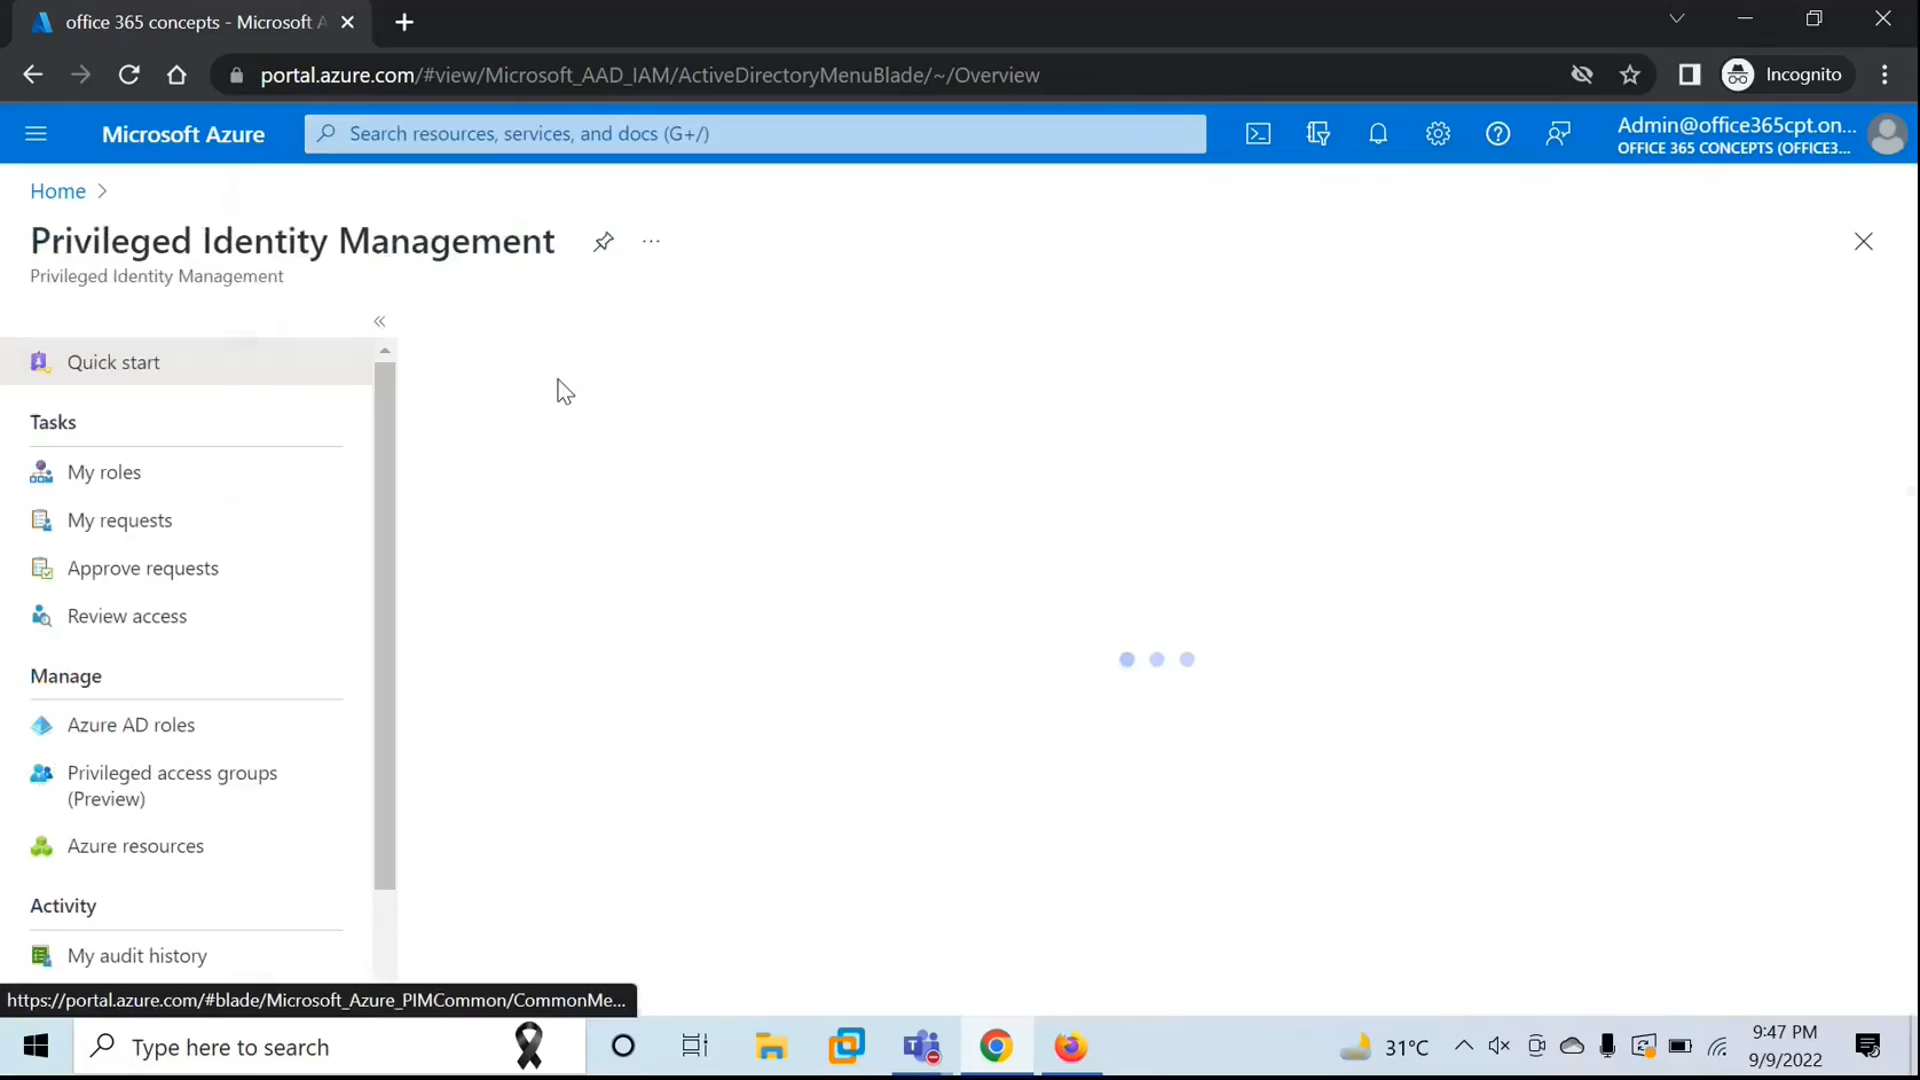 office 365 concepts - Microsoft A
portal.azure.com/#view/Microsoft_AAD_IAM/ActiveDirectoryMenuBlade/~/Overview
Incognito
Microsoft Azure
Search resources, services, and docs (G+/)
Admin@office365cpt.on...
OFFICE 365 CONCEPTS (OFFICE3...
Home
Privileged Identity Management
Privileged Identity Management
Quick start
Tasks
My roles
My requests
Approve requests
Review access
Manage
Azure AD roles
Privileged access groups
(Preview)
Azure resources
Activity
My audit history
https://portal.azure.com/#blade/Microsoft_Azure_PIMCommon/CommonMe...
Type here to search
31°C
9:47 PM
9/9/2022